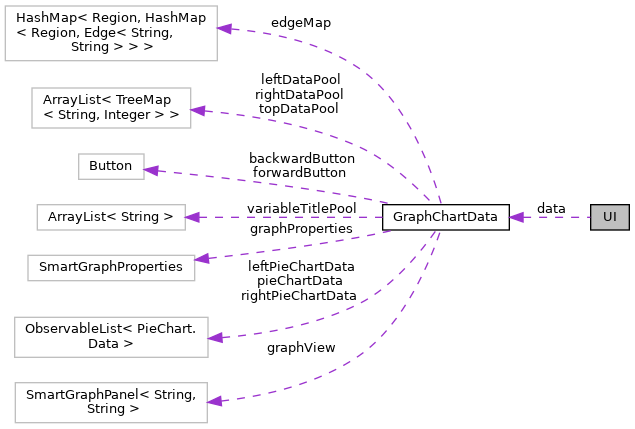 HashMap< Region, HashMap
< Region, Edge< String,
String > > >
edgeMap
leftDataPool
rightDataPool
topDataPool
ArrayList< TreeMap
< String, Integer > >
Button
backwardButton
forwardButton
ArrayList< String >
variableTitlePool
GraphChartData
data
UI
graphProperties
SmartGraphProperties
leftPieChartData
pieChartData
rightPieChartData
ObservableList< PieChart.
Data >
graphView
SmartGraphPanel< String,
String >